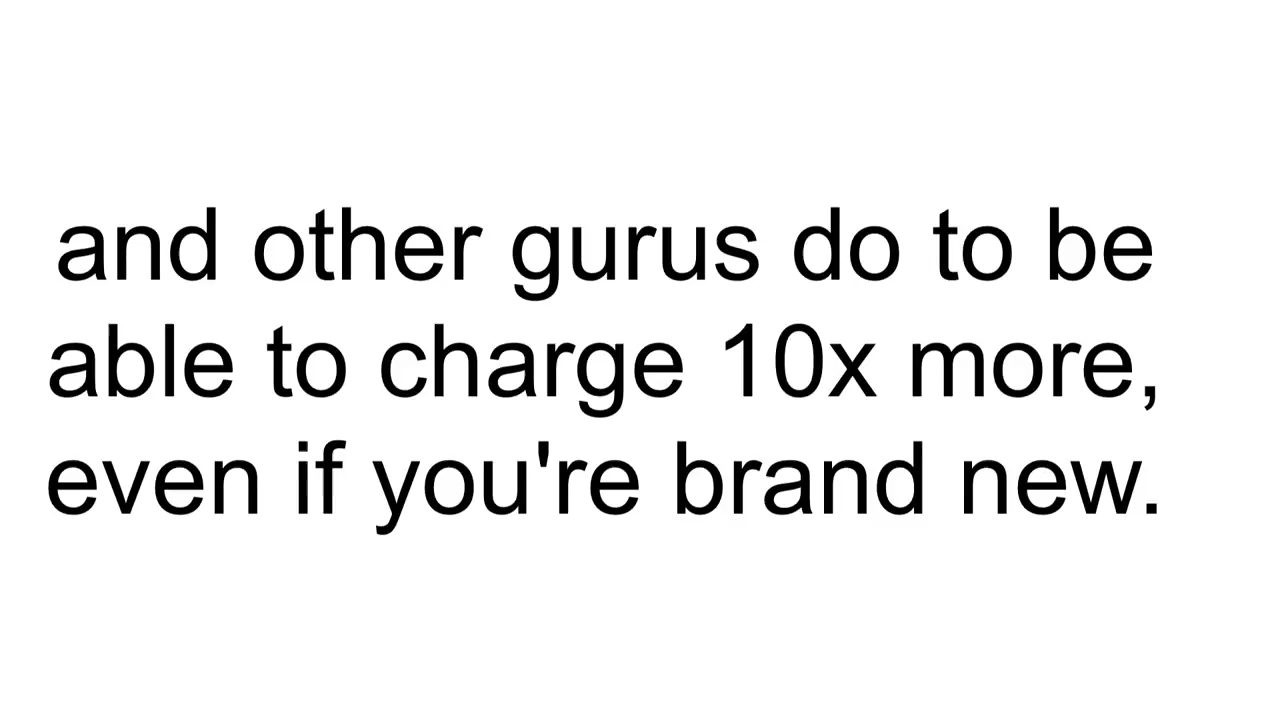 and other gurus do to be
able to charge 10x more,
even if you're brand new.